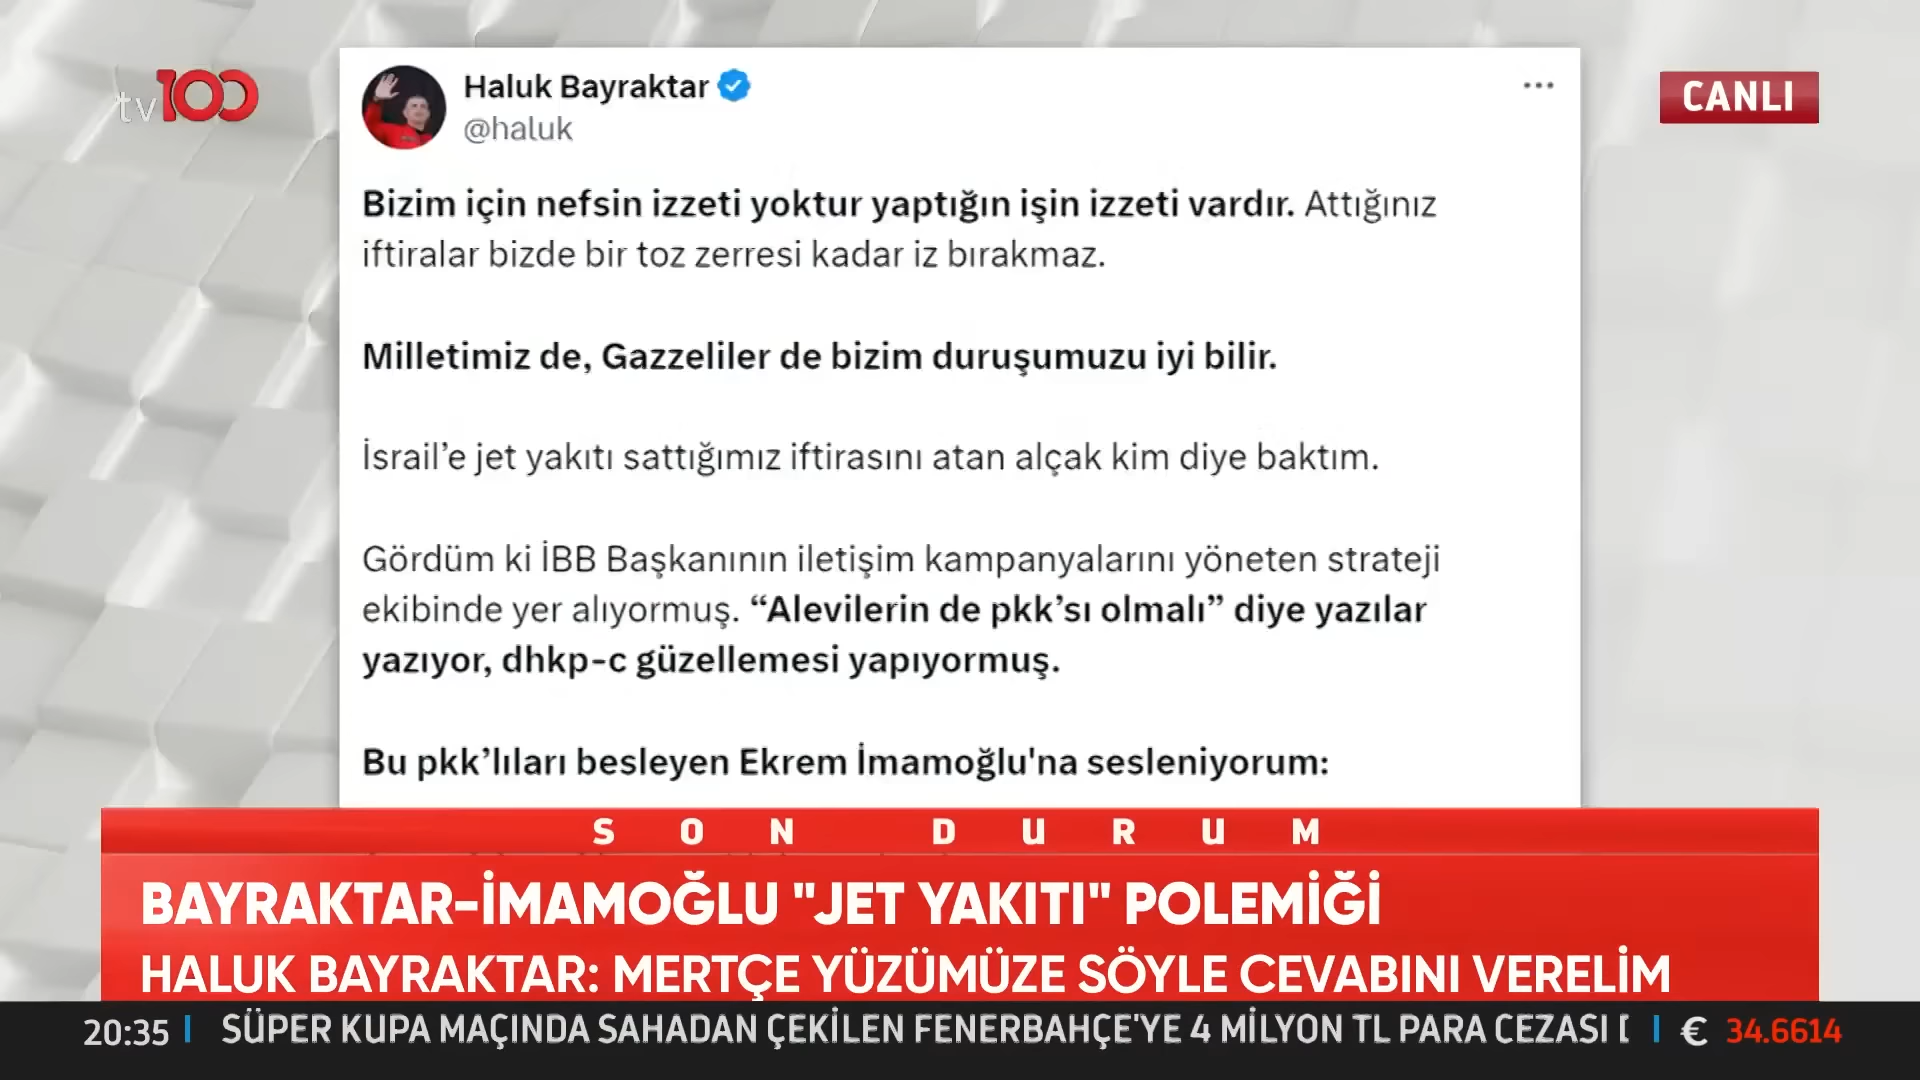 tv100
CANLI
Haluk Bayraktar
@haluk
Bizim için nefsin izzeti yoktur yaptığın işin izzeti vardır. Attığınız
iftiralar bizde bir toz zerresi kadar iz bırakmaz.
Milletimiz de, Gazzeliler de bizim duruşumuzu iyi bilir.
İsrail’e jet yakıtı sattığımız iftirasını atan alçak kim diye baktım.
Gördüm ki İBB Başkanının iletişim kampanyalarını yöneten strateji
ekibinde yer alıyormuş. “Alevilerin de pkk’sı olmalı” diye yazılar
yazıyor, dhkp-c güzellemesi yapıyormuş.
Bu pkk’lıları besleyen Ekrem İmamoğlu'na sesleniyorum:
SON DURUM
BAYRAKTAR-İMAMOĞLU "JET YAKITI" POLEMİĞİ
HALUK BAYRAKTAR: MERTÇE YÜZÜMÜZE SÖYLE CEVABINI VERELİM
20:35 SÜPER KUPA MAÇINDA SAHADAN ÇEKİLEN FENERBAHÇE'YE 4 MİLYON TL PARA CEZASI € 34.6614